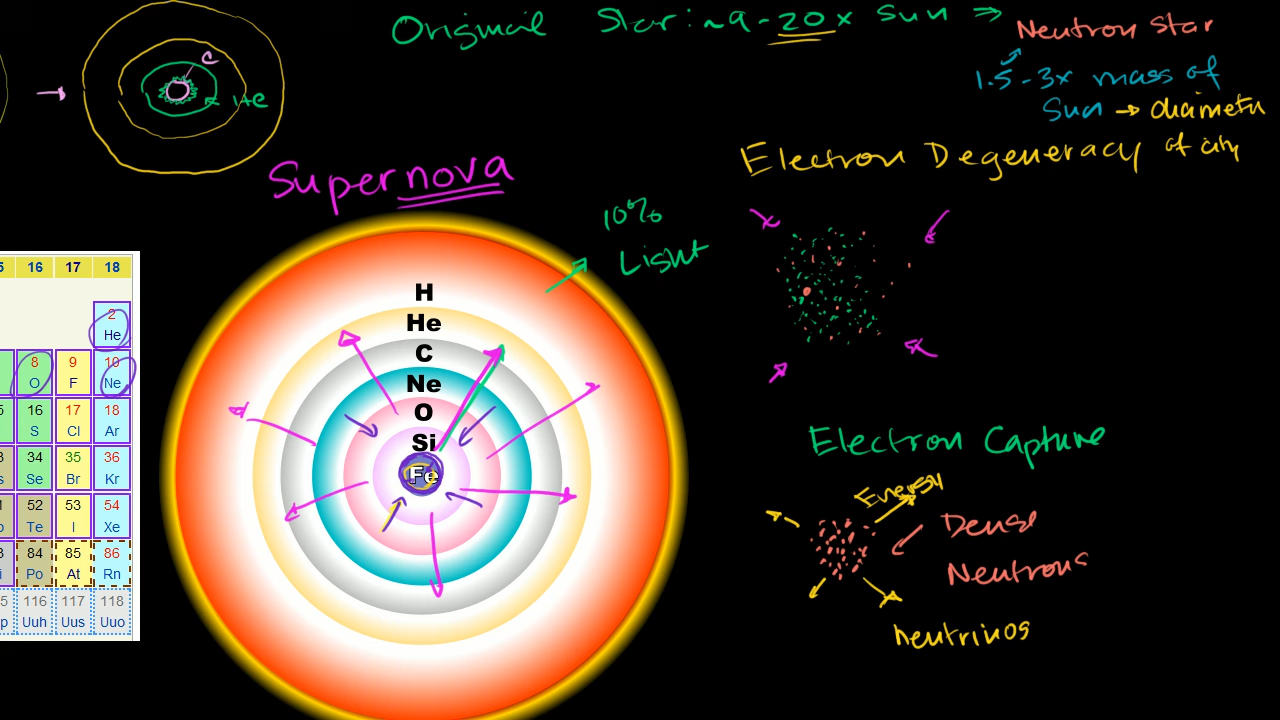 Original Star: ~9-20x Sun ⇒
Neutron Star
1.5-3x mass of
Sun → diameter
of city
C
He
Supernova
Electron Degeneracy
10%
Light
H
He
C
Ne
O
Si
Fe
Electron Capture
Energy
Dense
Neutrons
neutrinos
16 17 18
2
He
8 9 10
O F Ne
16 17 18
S Cl Ar
34 35 36
Se Br Kr
52 53 54
Te I Xe
84 85 86
Po At Rn
116 117 118
Uuh Uus Uuo